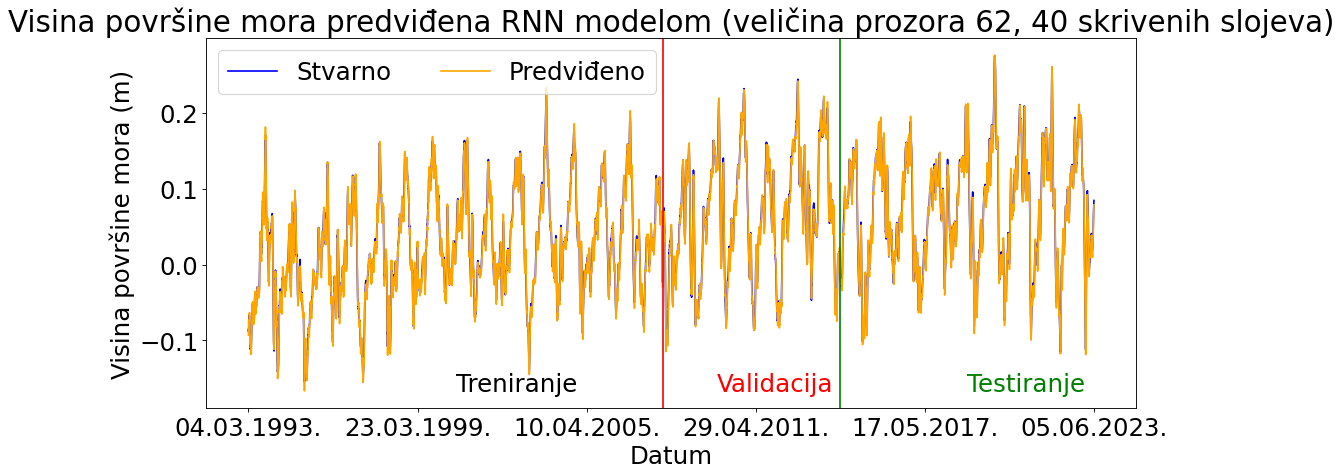 Visina površine mora predviđena RNN modelom (veličina prozora 62, 40 skrivenih slojeva)
Stvarno Predviđeno
Visina površine mora (m)
0.2
0.1
0.0
−0.1
Treniranje Validacija Testiranje
04.03.1993. 23.03.1999. 10.04.2005. 29.04.2011. 17.05.2017. 05.06.2023.
Datum